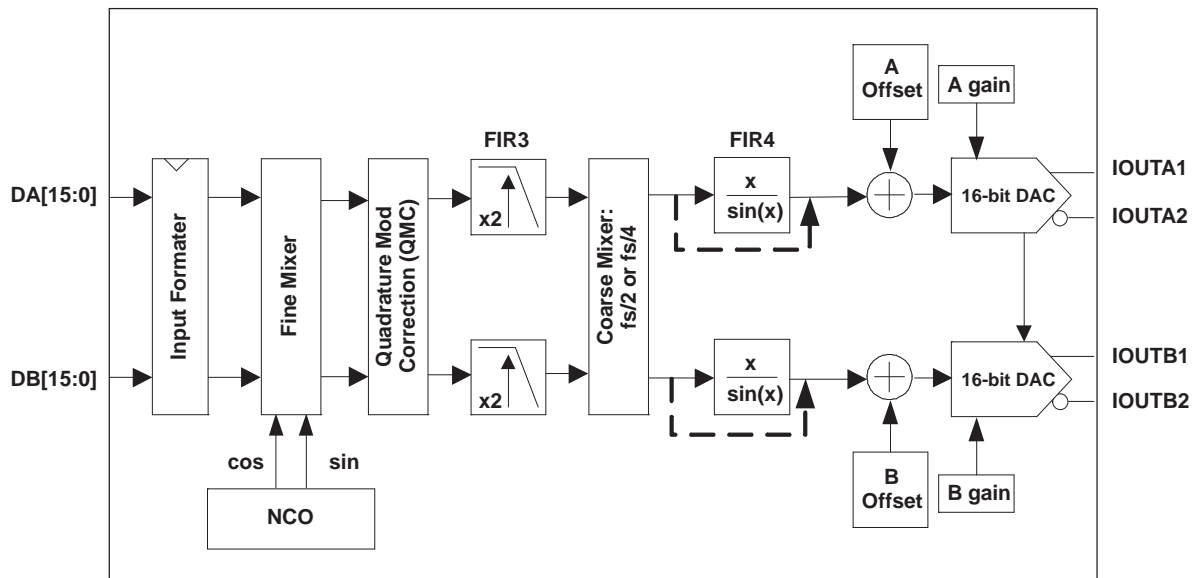 A
Offset
A gain
FIR3
FIR4
DA[15:0]
Input Formater
Fine Mixer
Quadrature Mod
Correction (QMC)
x2
Coarse Mixer:
fs/2 or fs/4
x
sin(x)
16-bit DAC
IOUTA1
IOUTA2
DB[15:0]
x2
x
sin(x)
16-bit DAC
IOUTB1
IOUTB2
cos
sin
NCO
B
Offset
B gain